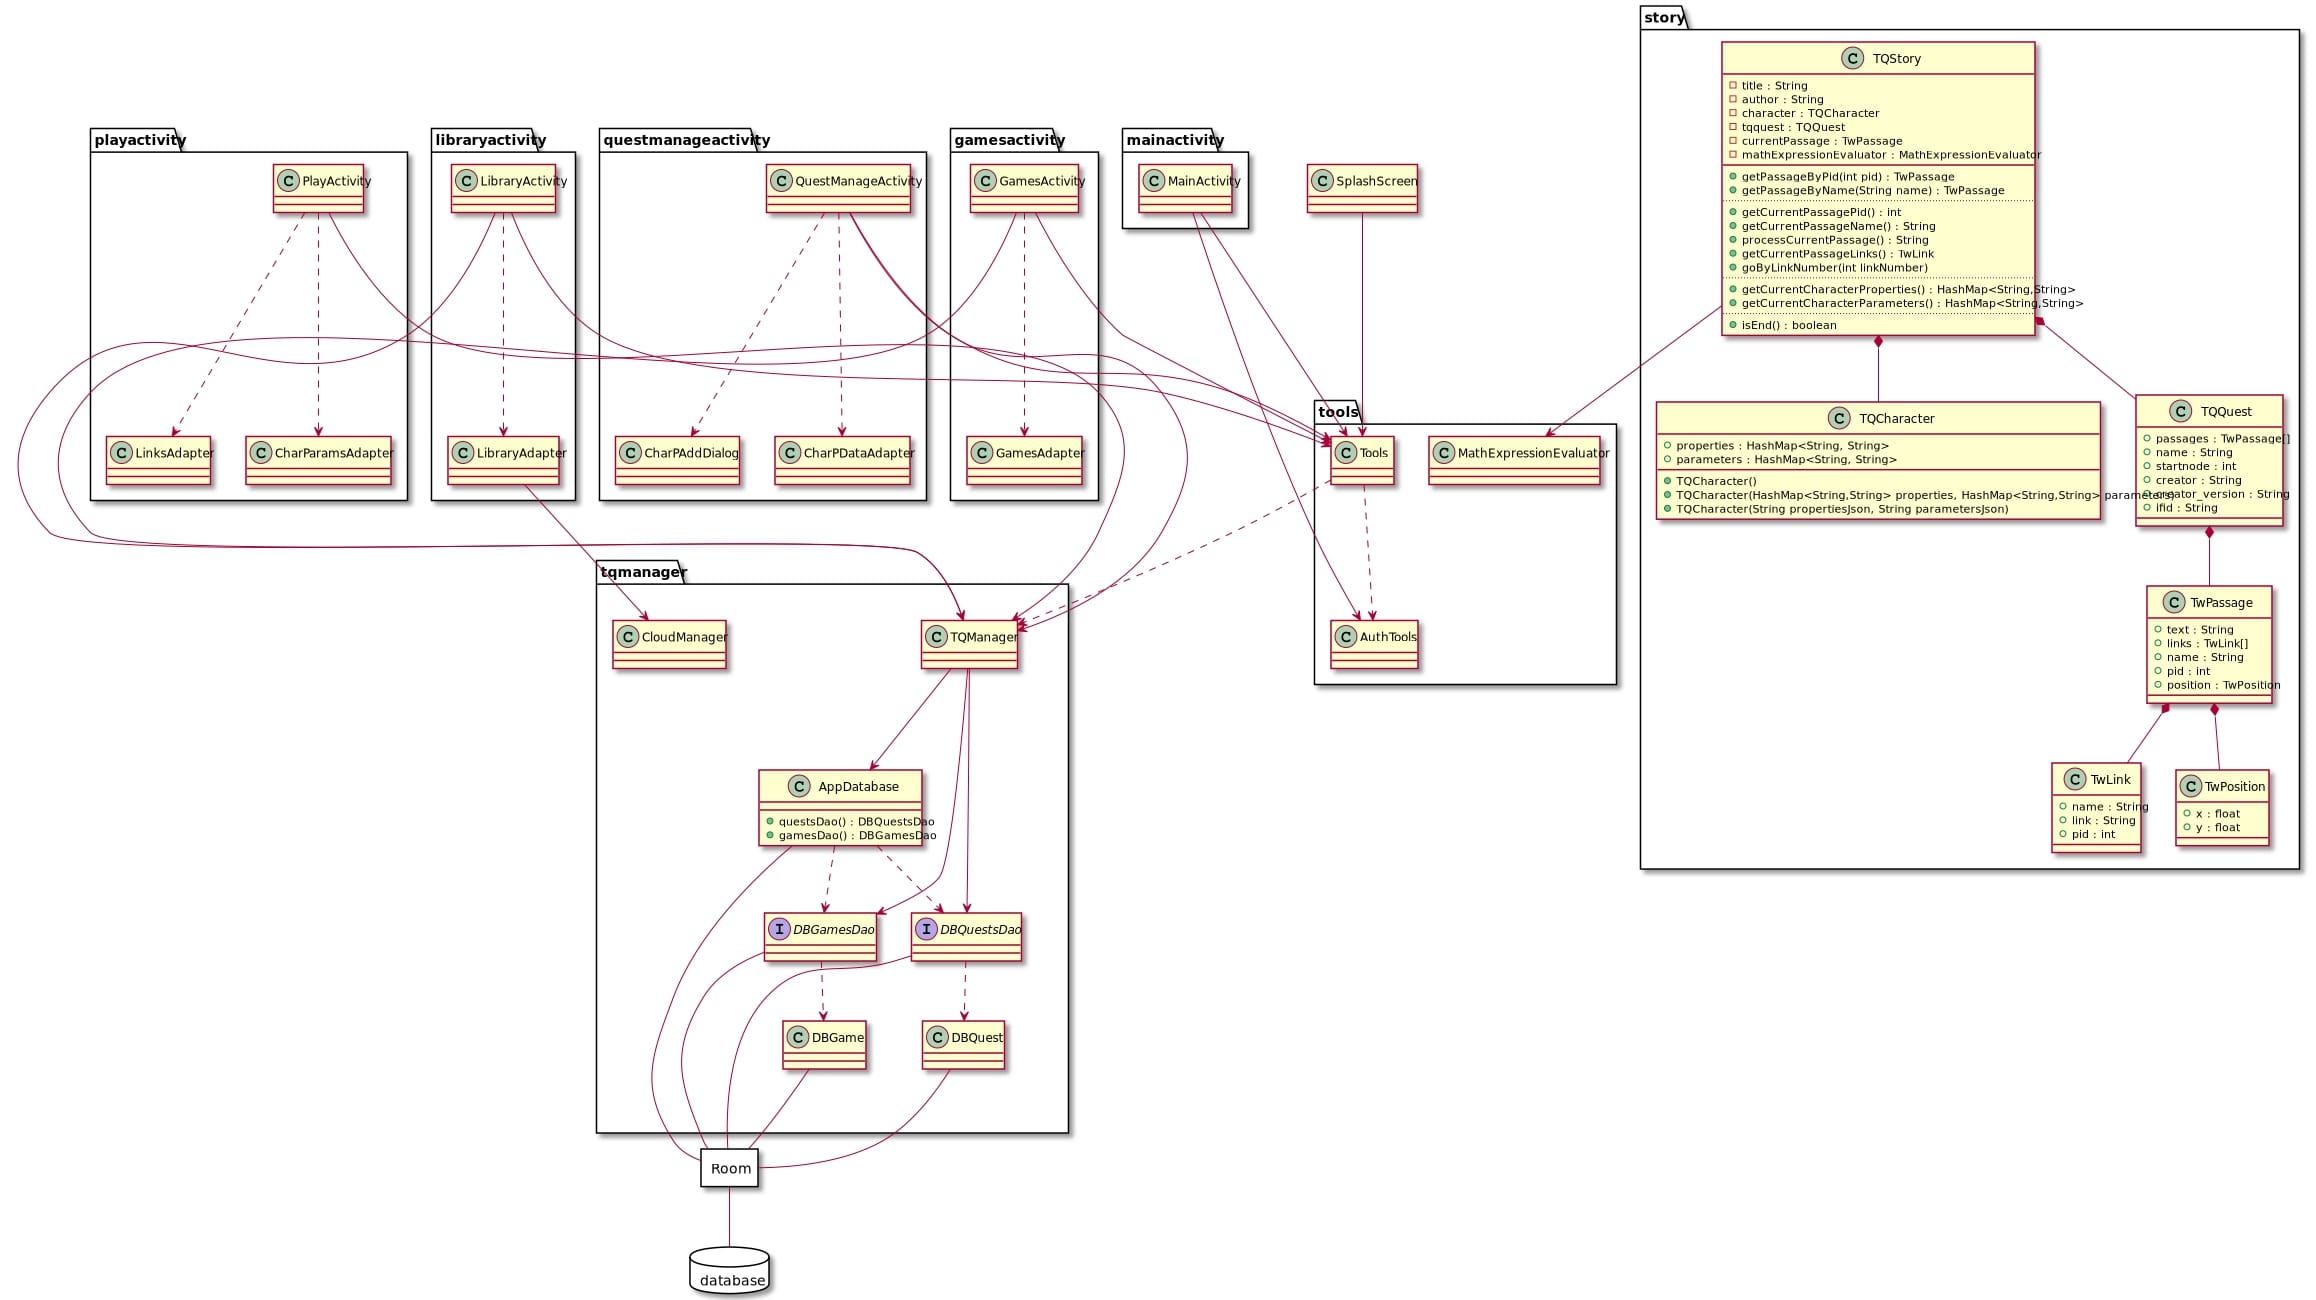 story
C TQStory
title : String
author : String
character : TQCharacter
tqquest : TQQuest
currentPassage : TwPassage
mathExpressionEvaluator : MathExpressionEvaluator
getPassageByPid(int pid) : TwPassage
getPassageByName(String name) : TwPassage
getCurrentPassagePid() : int
getCurrentPassageName() : String
processCurrentPassage() : String
getCurrentPassageLinks() : TwLink
goByLinkNumber(int linkNumber)
getCurrentCharacterProperties() : HashMap<String,String>
getCurrentCharacterParameters() : HashMap<String,String>
isEnd() : boolean
playactivity
libraryactivity
questmanageactivity
gamesactivity
mainactivity
C PlayActivity
C LibraryActivity
C QuestManageActivity
C GamesActivity
C MainActivity
C SplashScreen
tools
C LinksAdapter
C CharParamsAdapter
C LibraryAdapter
C CharPAddDialog
C CharPDataAdapter
C GamesAdapter
C Tools
C MathExpressionEvaluator
C TQCharacter
properties : HashMap<String, String>
parameters : HashMap<String, String>
TQCharacter()
TQCharacter(HashMap<String,String> properties, HashMap<String,String> parameters)
TQCharacter(String propertiesJson, String parametersJson)
C TQQuest
passages : TwPassage[]
name : String
startnode : int
creator : String
creator_version : String
ifid : String
tqmanager
C CloudManager
C TQManager
C AuthTools
C TwPassage
text : String
links : TwLink[]
name : String
pid : int
position : TwPosition
C AppDatabase
questsDao() : DBQuestsDao
gamesDao() : DBGamesDao
C TwLink
name : String
link : String
pid : int
C TwPosition
x : float
y : float
I DBGamesDao
I DBQuestsDao
C DBGame
C DBQuest
Room
database